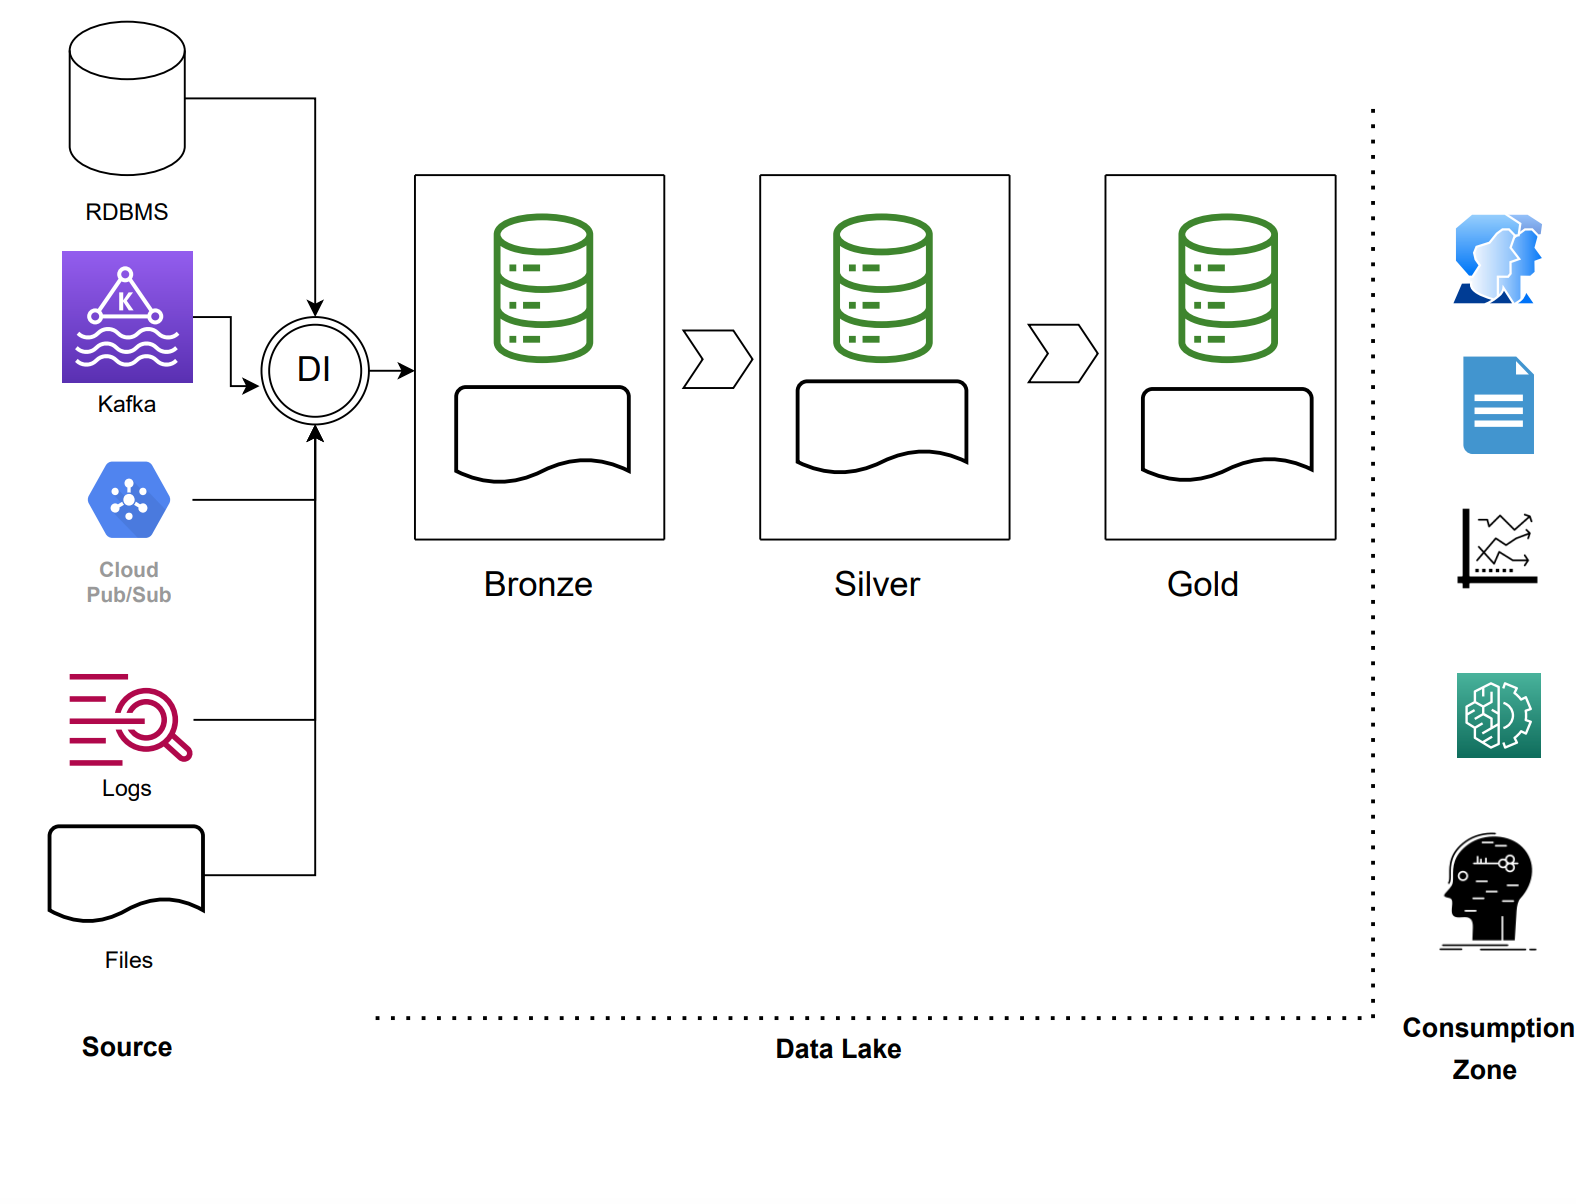 RDBMS
K
Kafka
DI
Cloud
Pub/Sub
Logs
Files
Source
Bronze
Silver
Gold
Data Lake
Consumption
Zone